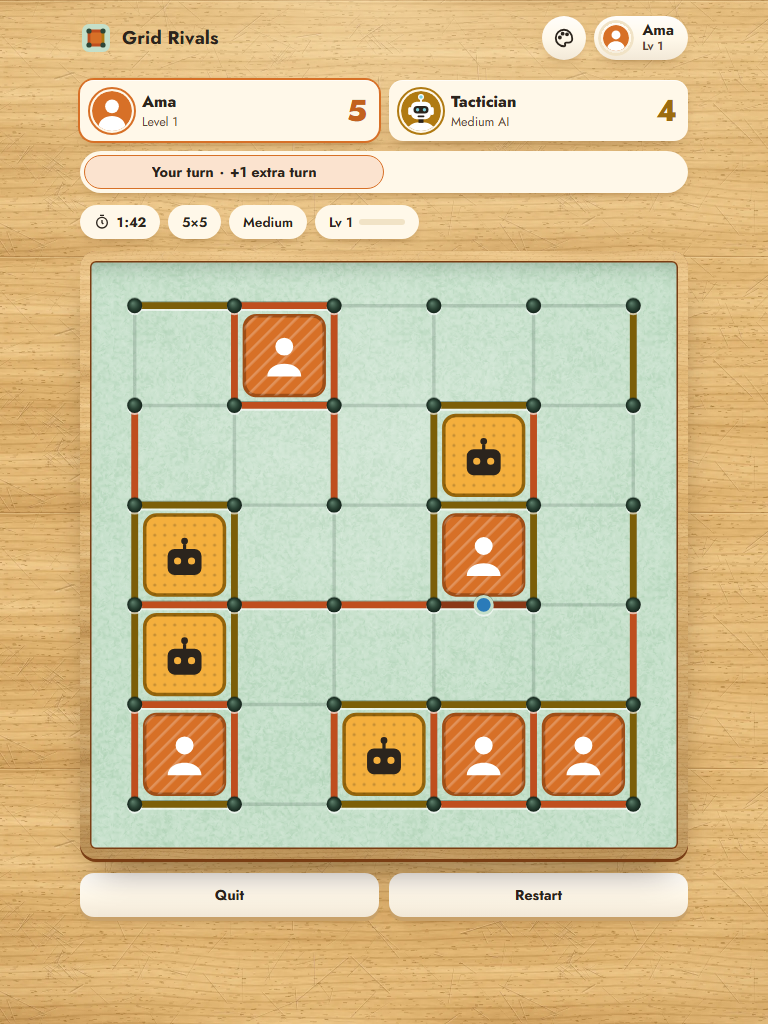 Grid Rivals
Ama
Lv 1
Ama
Level 1
5
Tactician
Medium AI
4
Your turn · +1 extra turn
1:42
5×5
Medium
Lv 1
Quit
Restart